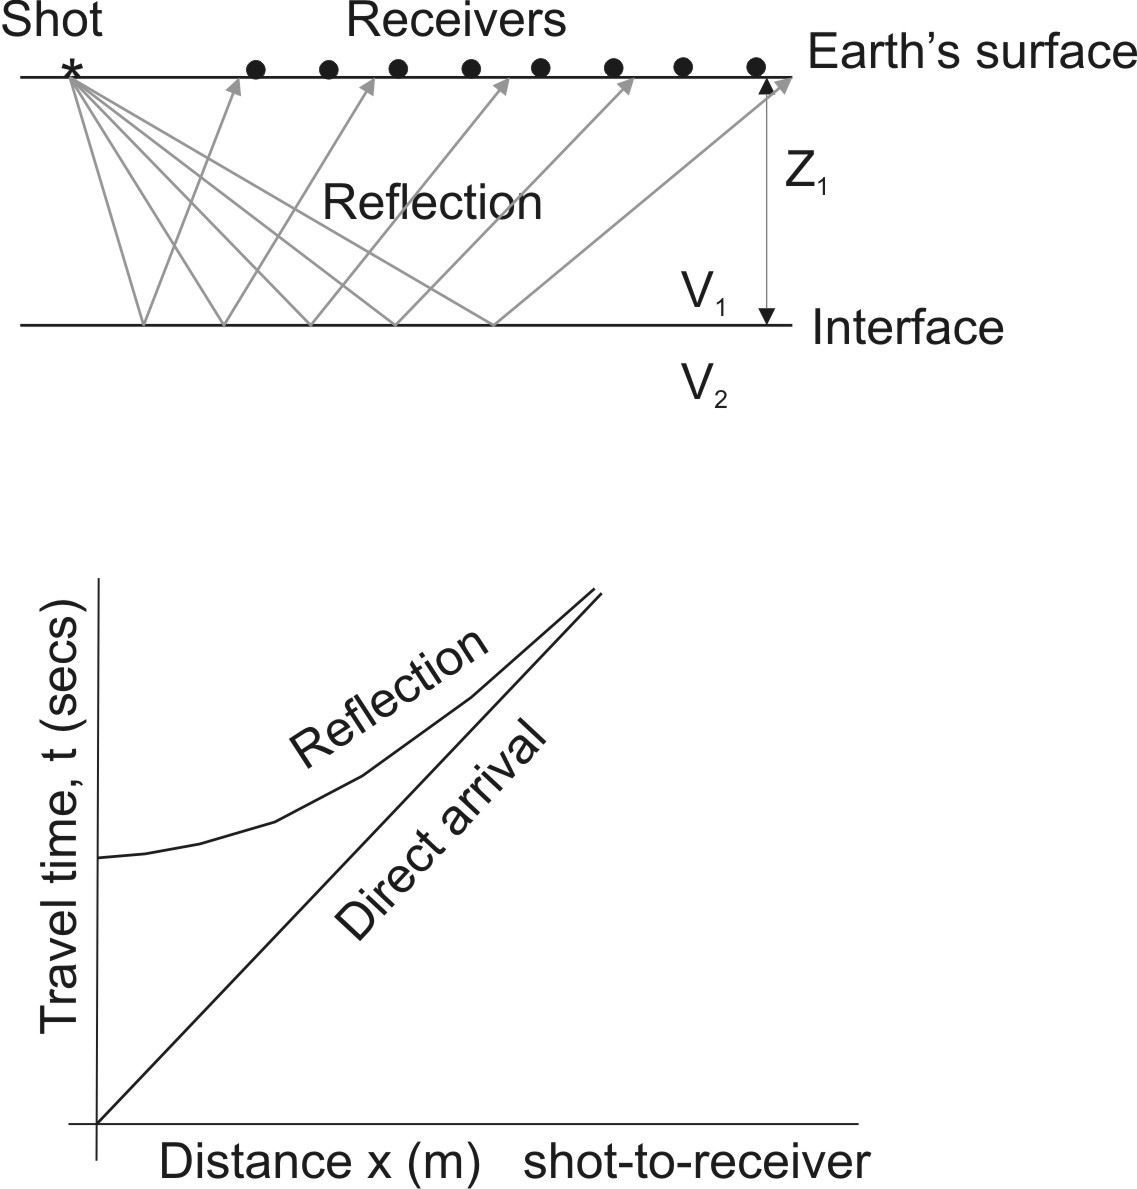 Shot
Receivers
Earth’s surface
*
Z1
Reflection
V1
Interface
V2
Travel time, t (secs)
Reflection
Direct arrival
Distance x (m) shot-to-receiver